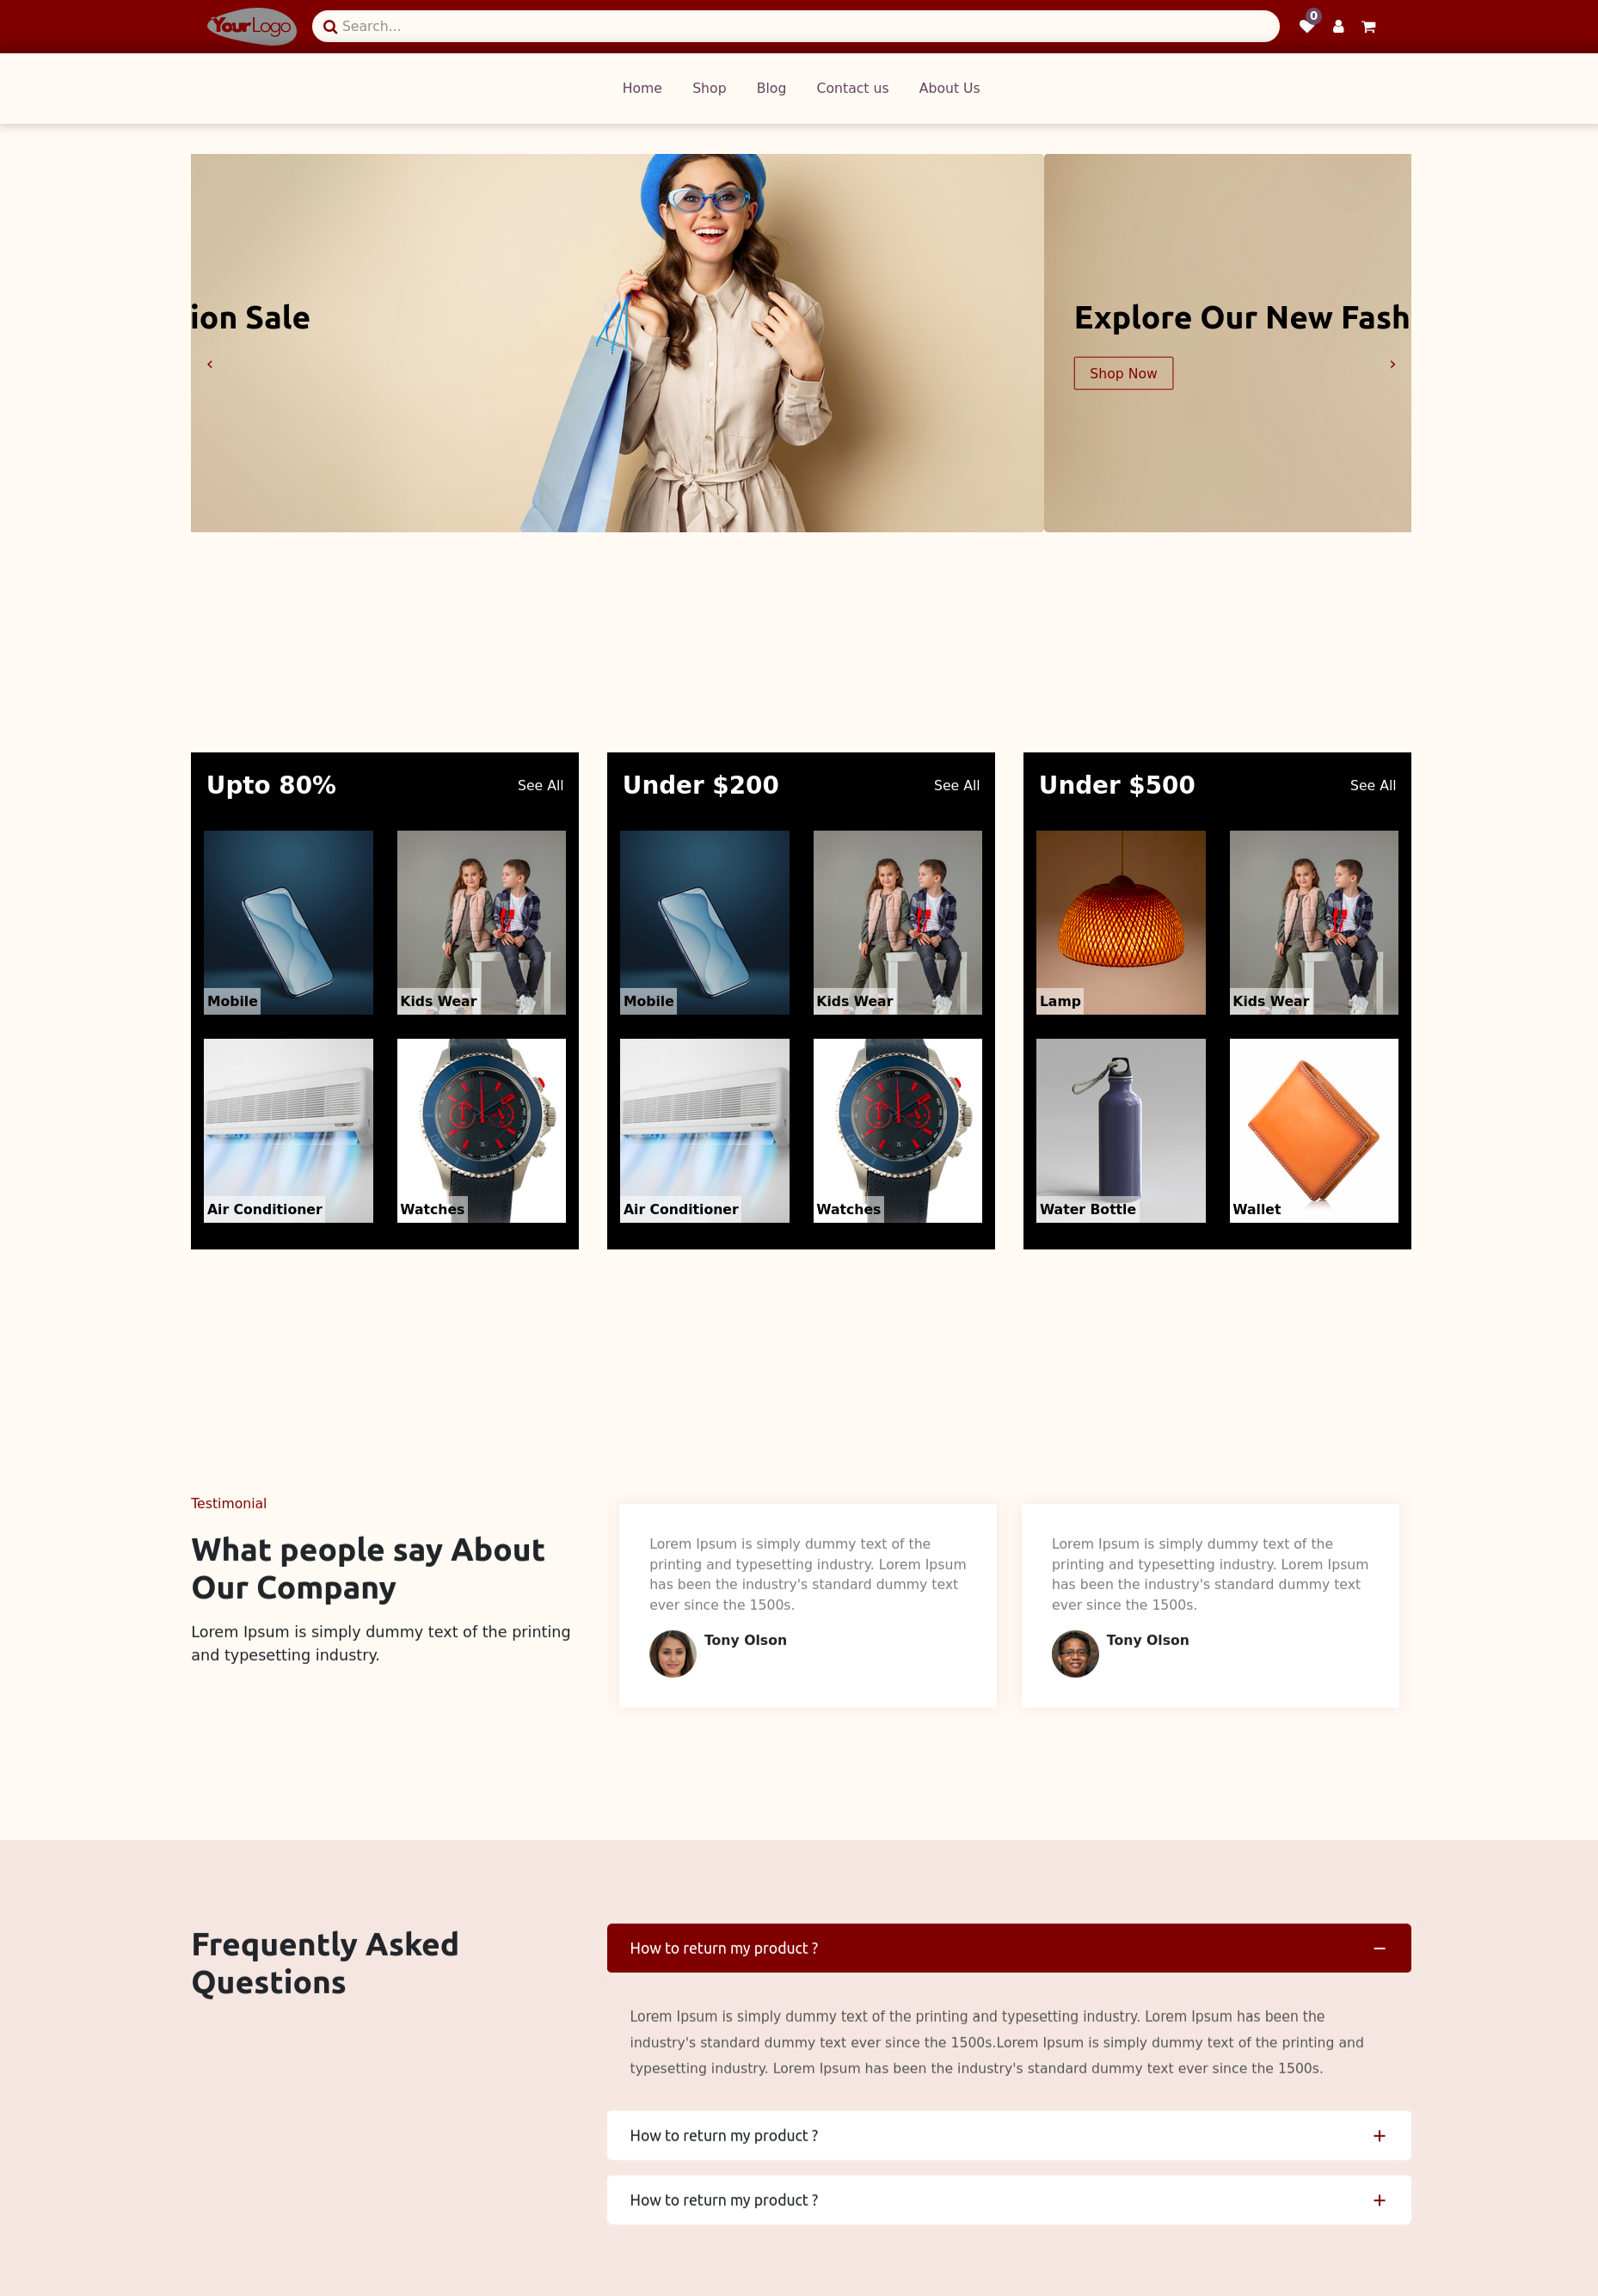 YourLogo
Search...
0
Home Shop Blog Contact us About Us
ion Sale
Explore Our New Fash
Shop Now
Upto 80% See All
Mobile Kids Wear
Air Conditioner Watches
Under $200 See All
Mobile Kids Wear
Air Conditioner Watches
Under $500 See All
Lamp Kids Wear
Water Bottle Wallet
Testimonial
What people say About
Our Company
Lorem Ipsum is simply dummy text of the printing
and typesetting industry.
Lorem Ipsum is simply dummy text of the
printing and typesetting industry. Lorem Ipsum
has been the industry's standard dummy text
ever since the 1500s.
Tony Olson
Lorem Ipsum is simply dummy text of the
printing and typesetting industry. Lorem Ipsum
has been the industry's standard dummy text
ever since the 1500s.
Tony Olson
Frequently Asked
Questions
How to return my product ?
Lorem Ipsum is simply dummy text of the printing and typesetting industry. Lorem Ipsum has been the
industry's standard dummy text ever since the 1500s.Lorem Ipsum is simply dummy text of the printing and
typesetting industry. Lorem Ipsum has been the industry's standard dummy text ever since the 1500s.
How to return my product ?
How to return my product ?